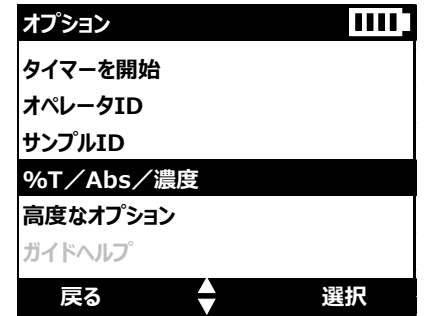 オプション
タイマーを開始
オペレータID
サンプルID
%T／Abs／濃度
高度なオプション
ガイドヘルプ
戻る 選択